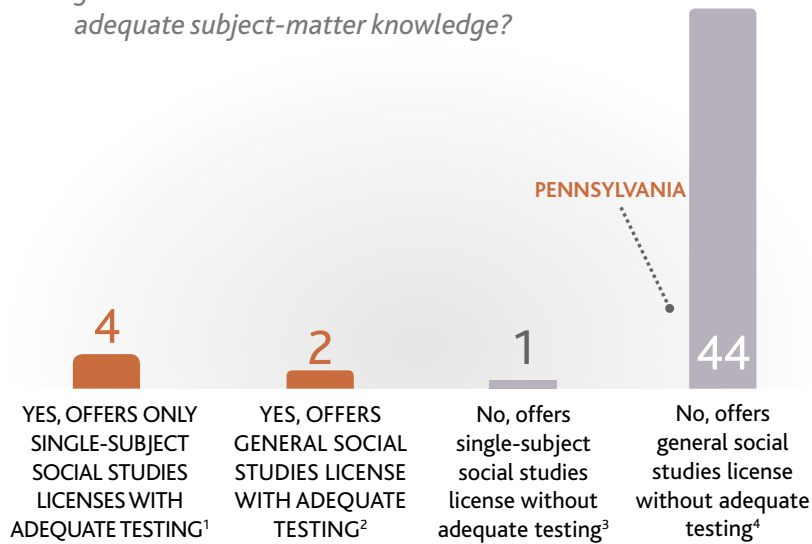 adequate subject-matter knowledge?
PENNSYLVANIA
4
2
1
44
YES, OFFERS ONLY
SINGLE-SUBJECT
SOCIAL STUDIES
LICENSES WITH
ADEQUATE TESTING¹
YES, OFFERS
GENERAL SOCIAL
STUDIES LICENSE
WITH ADEQUATE
TESTING²
No, offers
single-subject
social studies
license without
adequate testing³
No, offers
general social
studies license
without adequate
testing⁴